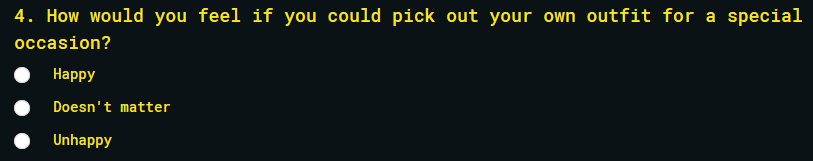 4. How would you feel if you could pick out your own outfit for a special
occasion?
Happy
Doesn't matter
Unhappy